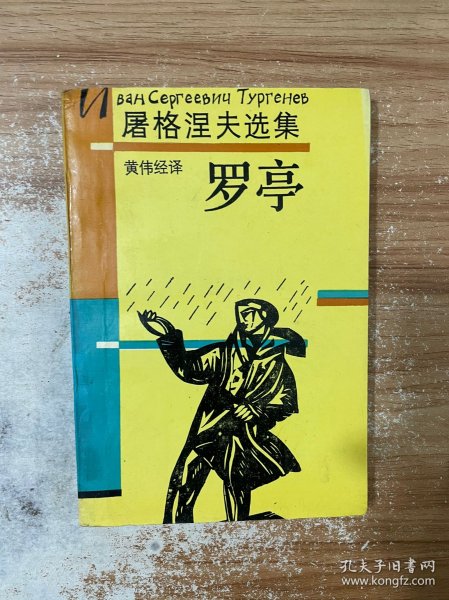 Иван Сергеевич Тургенев
屠格涅夫选集
黄伟经译
罗亭
孔夫子旧书网
www.kongfz.com